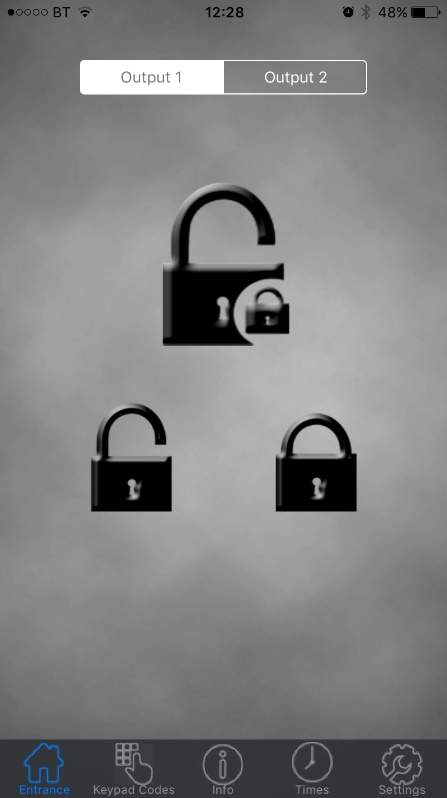 BT 12:28 48%
Output 1 Output 2
Entrance Keypad Codes Info Times Settings